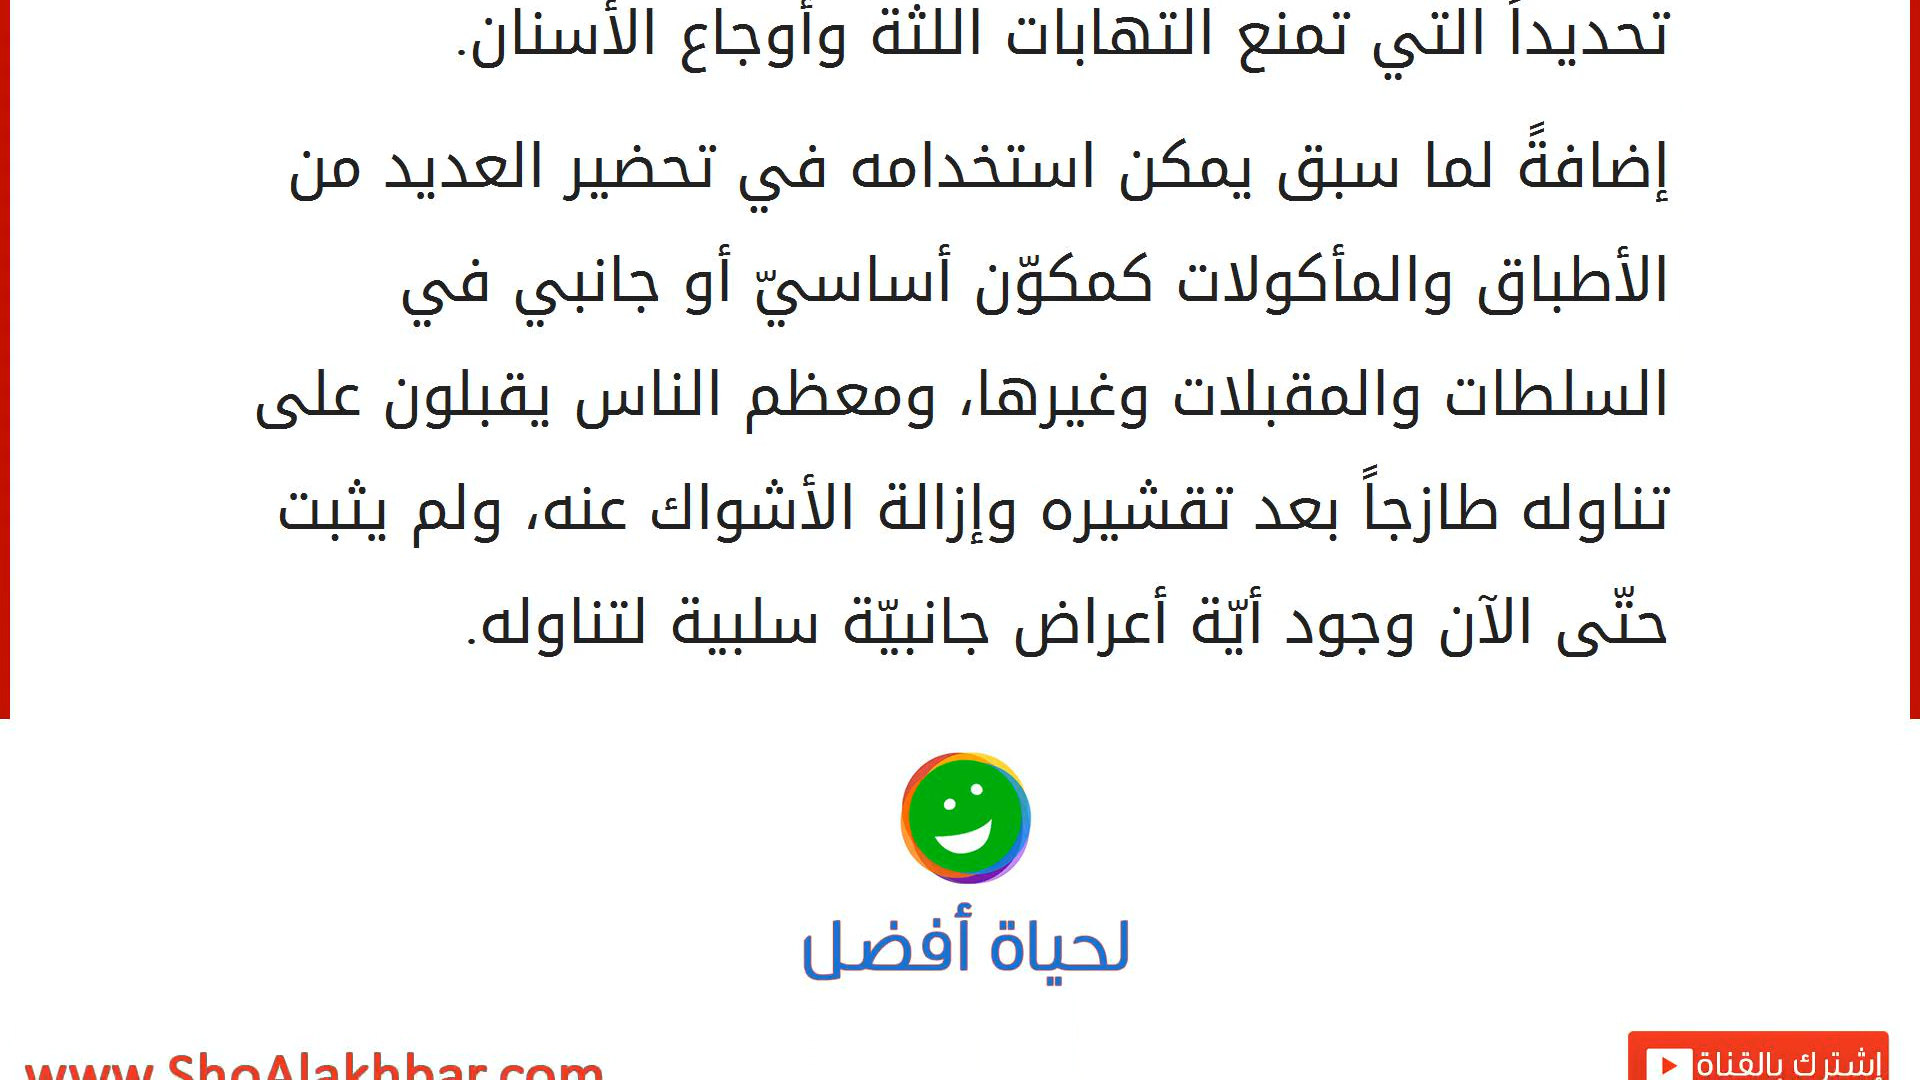 تحديداً التي تمنع التهابات اللثة وأوجاع الأسنان.
إضافةً لما سبق يمكن استخدامه في تحضير العديد من
الأطباق والمأكولات كمكوّن أساسيّ أو جانبي في
السلطات والمقبلات وغيرها، ومعظم الناس يقبلون على
تناوله طازجاً بعد تقشيره وإزالة الأشواك عنه، ولم يثبت
حتّى الآن وجود أيّة أعراض جانبيّة سلبية لتناوله.
لحياة أفضل
إشترك بالقناة
www.ShoAlakhbar.com